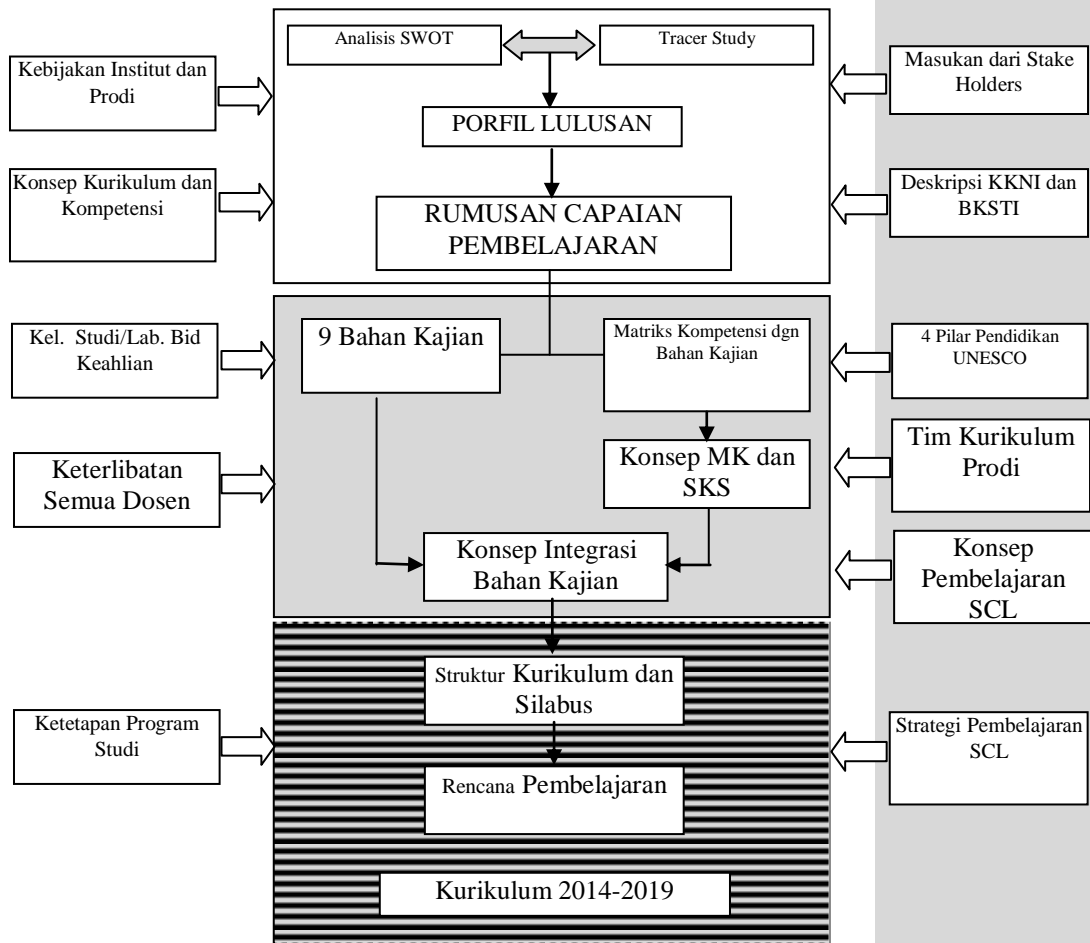 Analisis SWOT
Tracer Study
Kebijakan Institut dan
Prodi
Masukan dari Stake
Holders
PORFIL LULUSAN
Konsep Kurikulum dan
Kompetensi
Deskripsi KKNI dan
BKSTI
RUMUSAN CAPAIAN
PEMBELAJARAN
Kel. Studi/Lab. Bid
Keahlian
9 Bahan Kajian
Matriks Kompetensi dgn
Bahan Kajian
4 Pilar Pendidikan
UNESCO
Keterlibatan
Semua Dosen
Konsep MK dan
SKS
Tim Kurikulum
Prodi
Konsep Integrasi
Bahan Kajian
Konsep
Pembelajaran
SCL
Struktur Kurikulum dan
Silabus
Ketetapan Program
Studi
Strategi Pembelajaran
SCL
Rencana Pembelajaran
Kurikulum 2014-2019